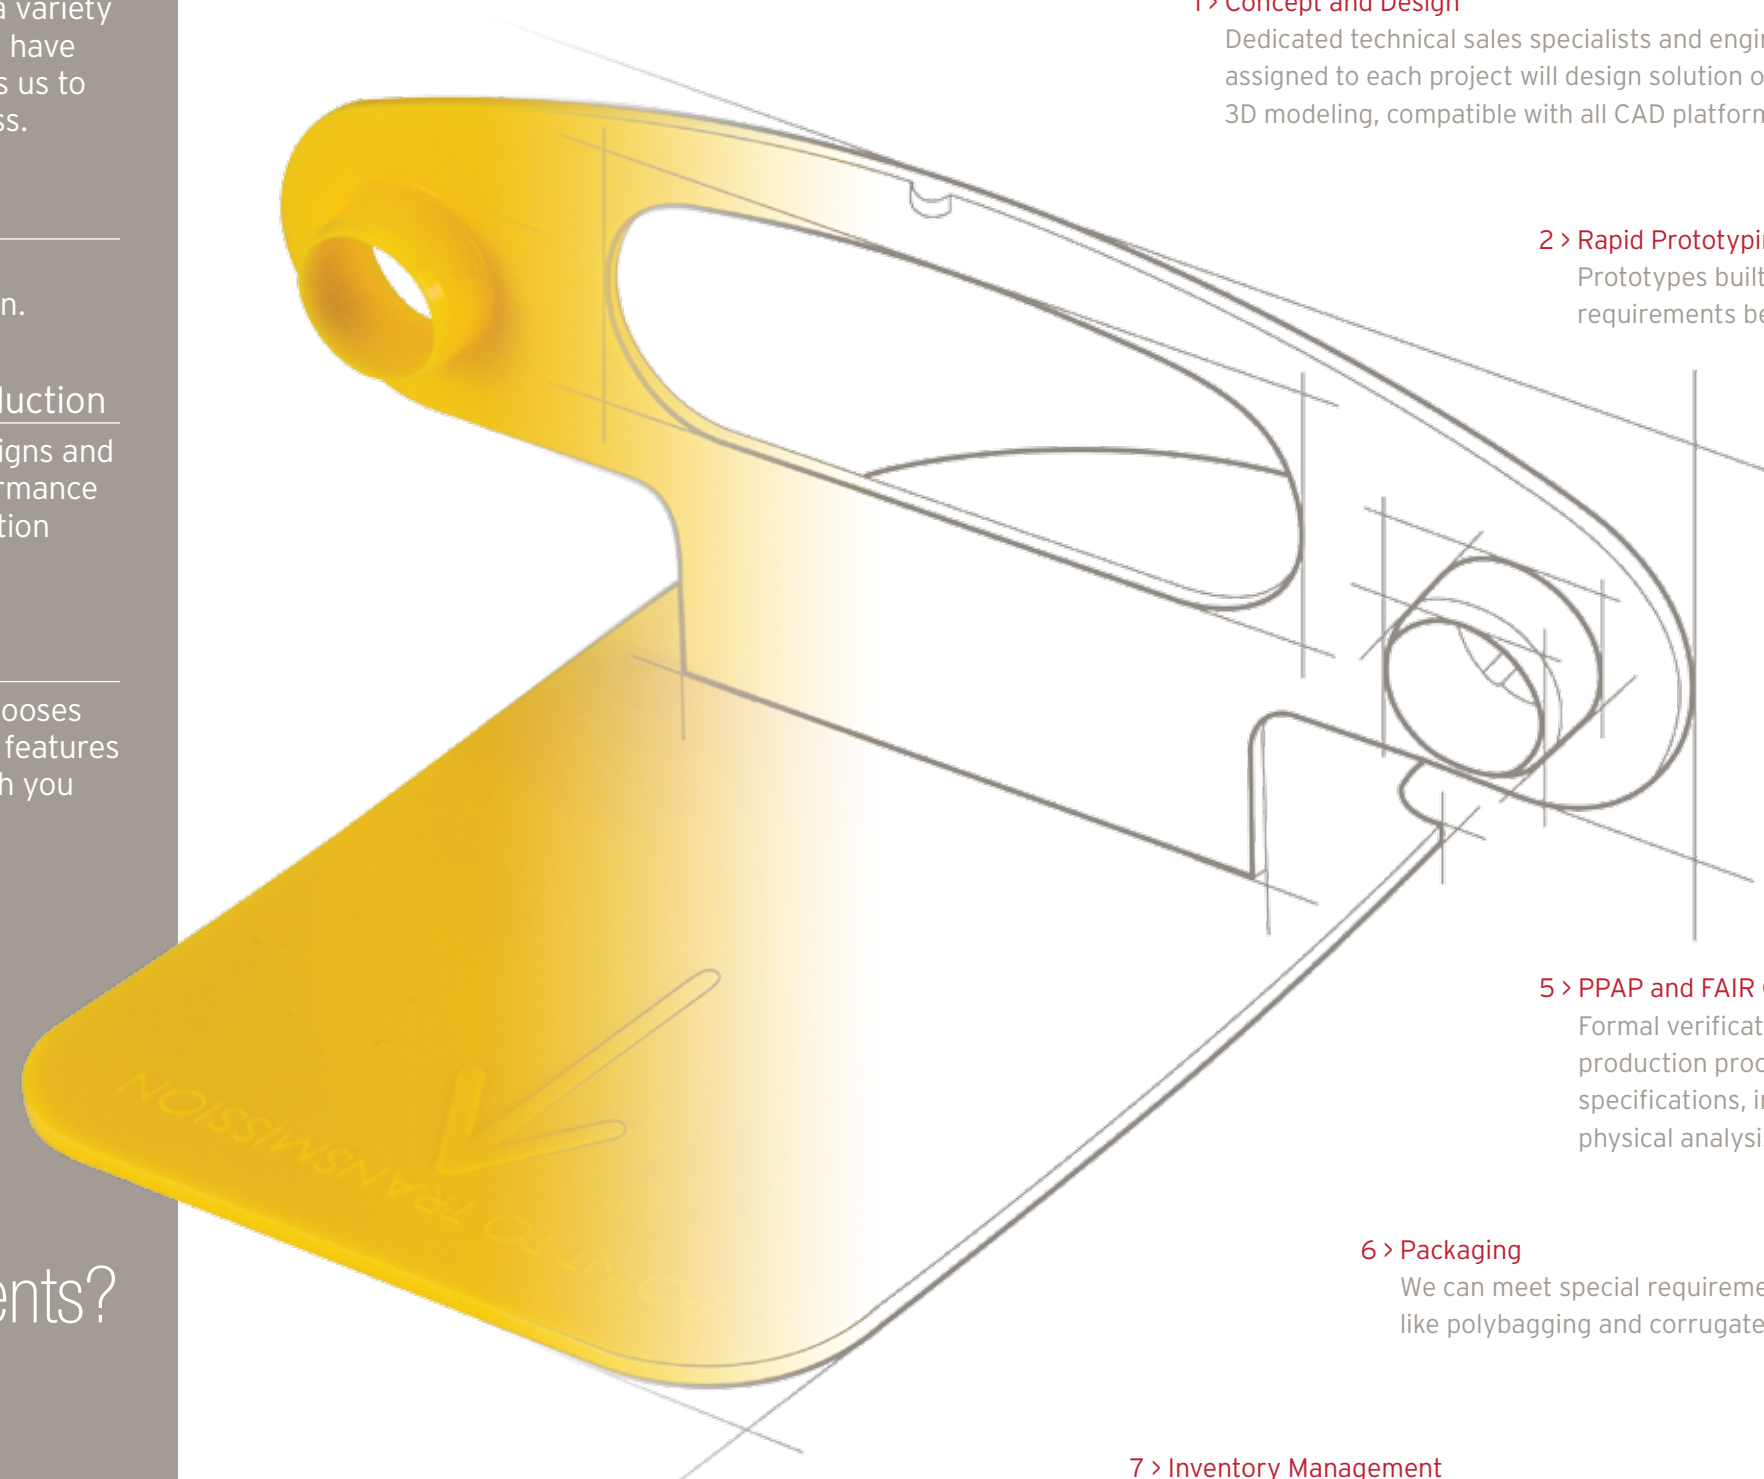 a variety
have
s us to
ss.
n.
luction
igns and
rmance
tion
ooses
features
h you
ents?
1 > Concept and Design
Dedicated technical sales specialists and engin
assigned to each project will design solution o
3D modeling, compatible with all CAD platform
2 > Rapid Prototypi
Prototypes built
requirements be
5 > PPAP and FAIR
Formal verificat
production proc
specifications, i
physical analysi
6 > Packaging
We can meet special requireme
like polybagging and corrugate
7 > Inventory Management
POINT TO TRANSMISSION